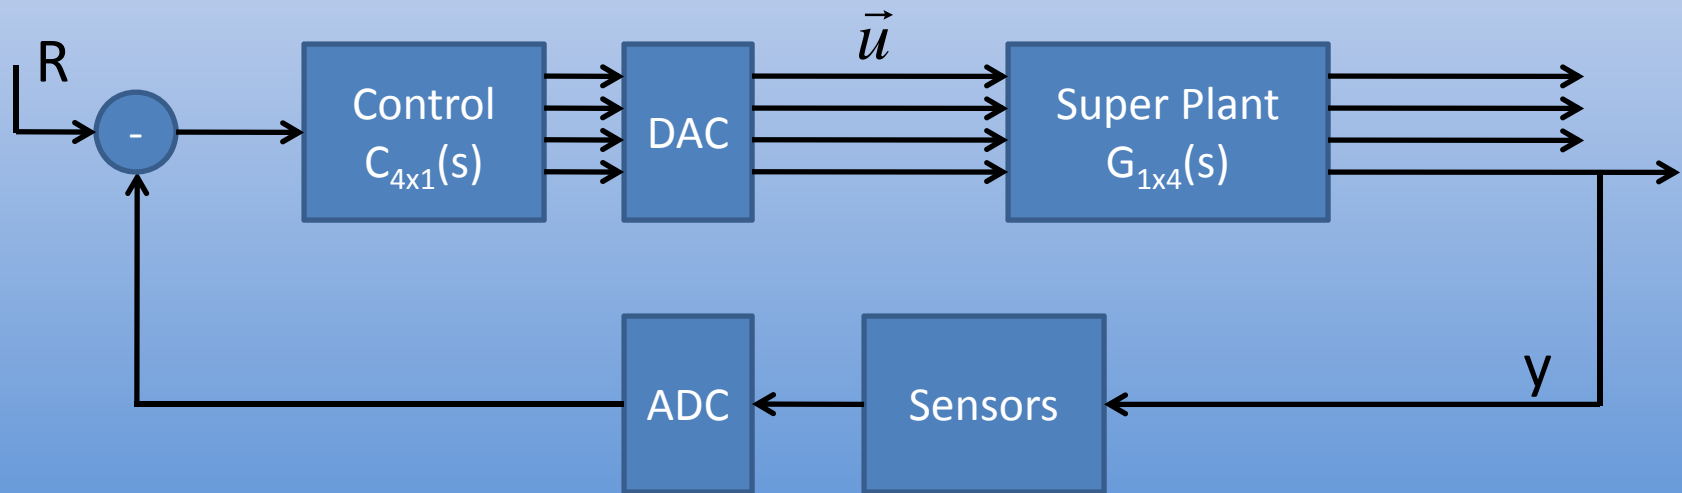 R
-
Control
C4x1(s)
DAC
u⃗
Super Plant
G1x4(s)
ADC
Sensors
y